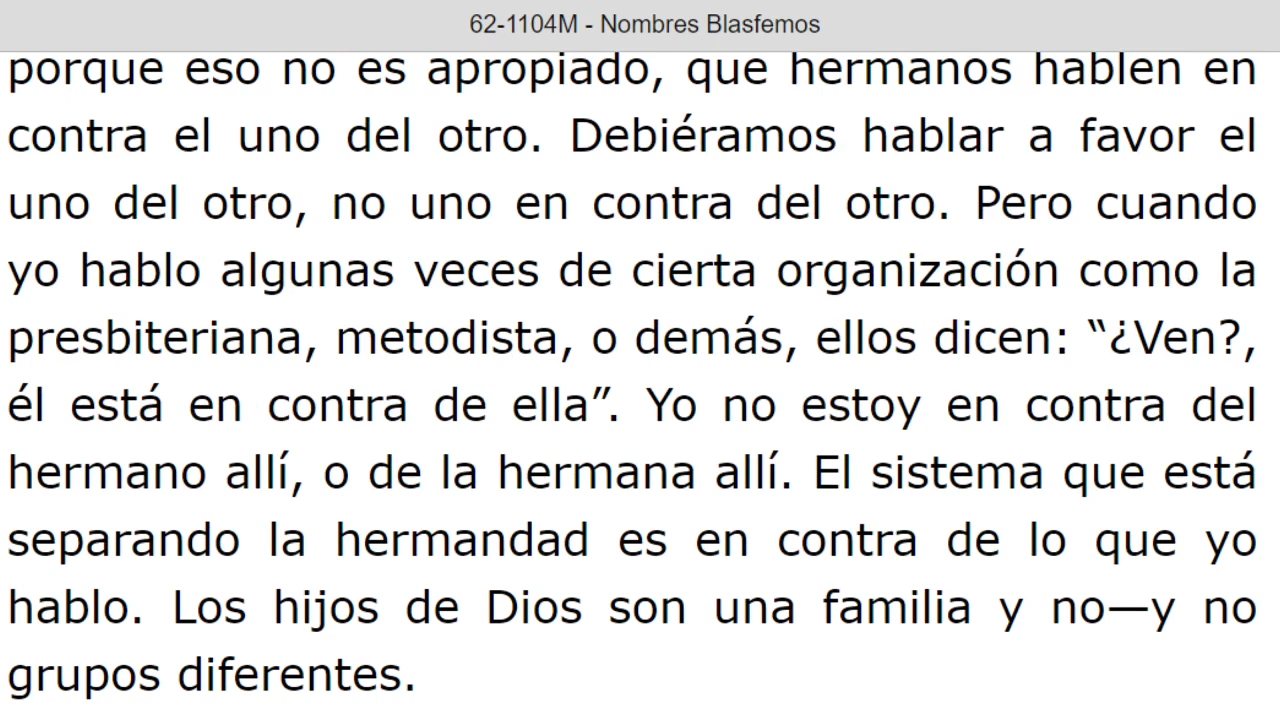 62-1104M - Nombres Blasfemos
porque eso no es apropiado, que hermanos hablen en
contra el uno del otro. Debiéramos hablar a favor el
uno del otro, no uno en contra del otro. Pero cuando
yo hablo algunas veces de cierta organización como la
presbiteriana, metodista, o demás, ellos dicen: “¿Ven?,
él está en contra de ella”. Yo no estoy en contra del
hermano allí, o de la hermana allí. El sistema que está
separando la hermandad es en contra de lo que yo
hablo. Los hijos de Dios son una familia y no—y no
grupos diferentes.